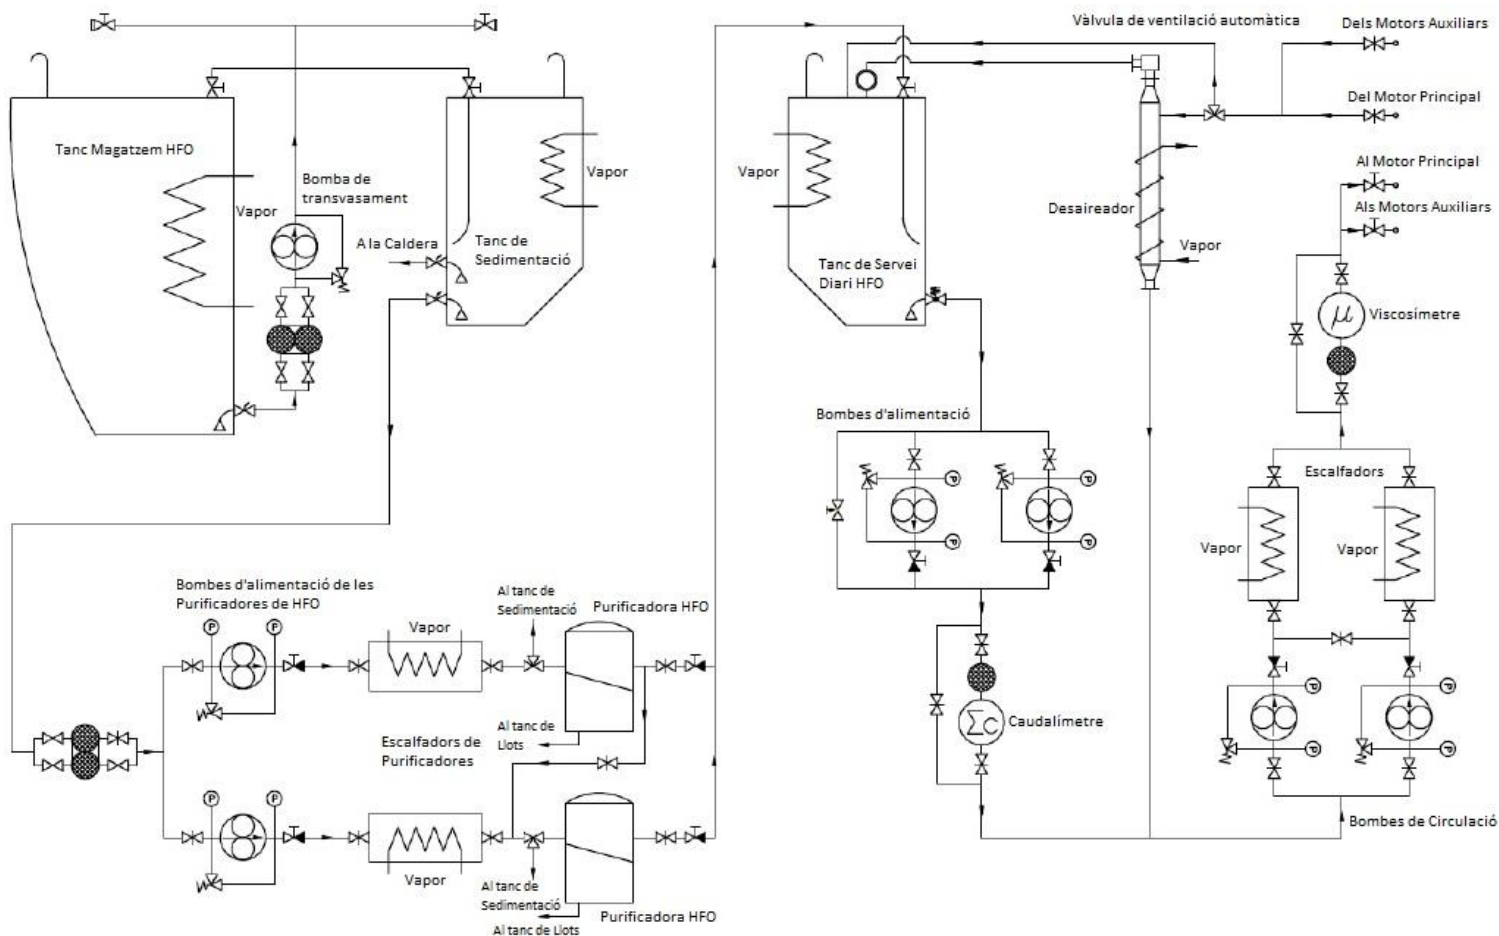 Vàlvula de ventilació automàtica
Dels Motors Auxiliars
Del Motor Principal
Tanc Magatzem HFO
Vapor
Bomba de
transvasament
A la Caldera
Tanc de
Sedimentació
Vapor
Vapor
Tanc de Servei
Diari HFO
Desaireador
Vapor
Al Motor Principal
Als Motors Auxiliars
μ
Viscosímetre
Bombes d'alimentació
P
P
P
P
Escalfadors
Vapor
Vapor
Bombes d'alimentació de les
Purificadores de HFO
P
P
Vapor
Al tanc de
Sedimentació
Purificadora HFO
Al tanc de
Llots
Escalfadors de
Purificadores
ΣC
Caudalímetre
P
P
P
P
Bombes de Circulació
P
P
Vapor
Al tanc de
Sedimentació
Al tanc de Llots
Purificadora HFO